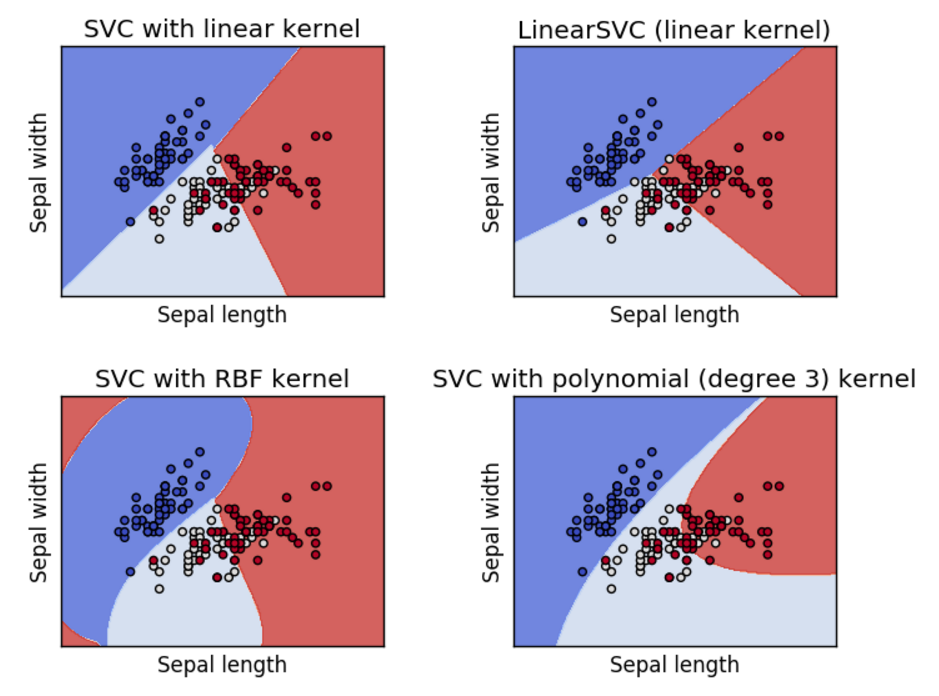 SVC with linear kernel
LinearSVC (linear kernel)
Sepal width
Sepal width
Sepal length
Sepal length
SVC with RBF kernel
SVC with polynomial (degree 3) kernel
Sepal width
Sepal width
Sepal length
Sepal length